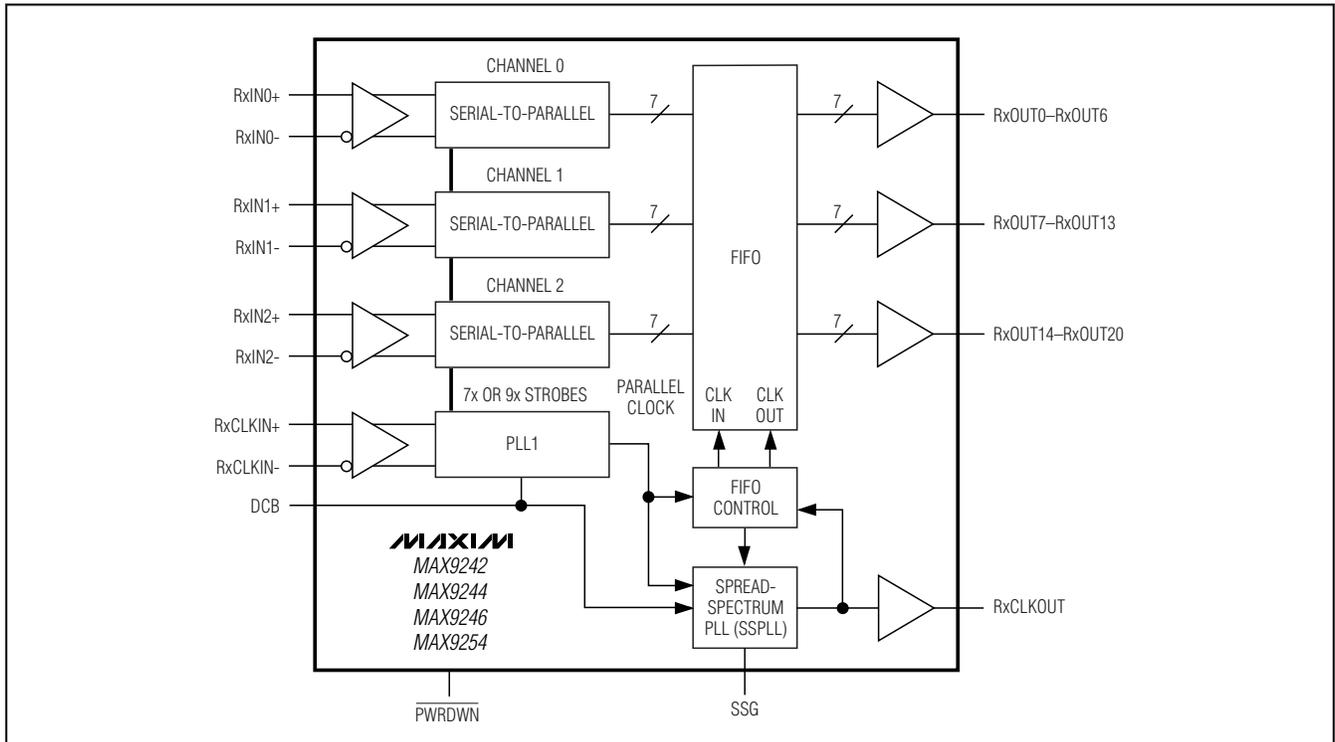 CHANNEL 0
RxIN0+
RxIN0-
SERIAL-TO-PARALLEL
7
7
RxOUT0–RxOUT6
CHANNEL 1
RxIN1+
RxIN1-
SERIAL-TO-PARALLEL
7
7
RxOUT7–RxOUT13
FIFO
CHANNEL 2
RxIN2+
RxIN2-
SERIAL-TO-PARALLEL
7
7
RxOUT14–RxOUT20
7x OR 9x STROBES
PARALLEL
CLOCK
CLK
IN
CLK
OUT
RxCLKIN+
RxCLKIN-
PLL1
DCB
FIFO
CONTROL
MAXIM
MAX9242
MAX9244
MAX9246
MAX9254
SPREAD-
SPECTRUM
PLL (SSPLL)
RxCLKOUT
PWRDWN
SSG